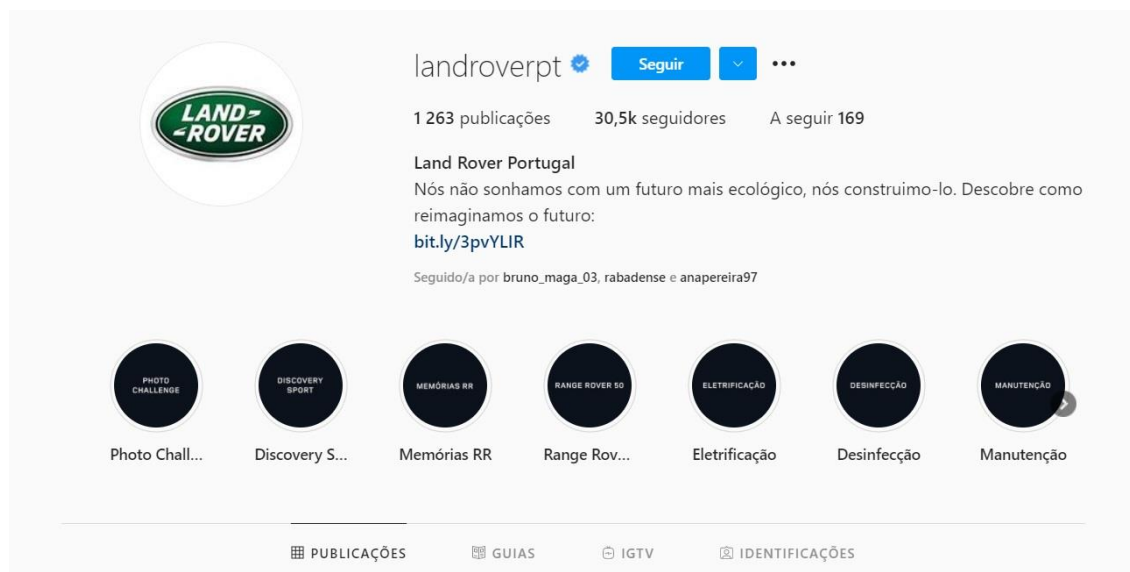 landroverpt Seguir
1 263 publicações 30,5k seguidores A seguir 169
Land Rover Portugal
Nós não sonhamos com um futuro mais ecológico, nós construimo-lo. Descobre como
reimaginamos o futuro:
bit.ly/3pvYLIR
Seguido/a por bruno_maga_03, rabadense e anapereira97
LAND-
-ROVER
PHOTO
CHALLENGE
DISCOVERY
SPORT
MEMÓRIAS RR
RANGE ROVER 50
ELETRIFICAÇÃO
DESINFECÇÃO
MANUTENÇÃO
Photo Chall... Discovery S... Memórias RR Range Rov... Eletrificação Desinfecção Manutenção
PUBLICAÇÕES GUIAS IGTV IDENTIFICAÇÕES